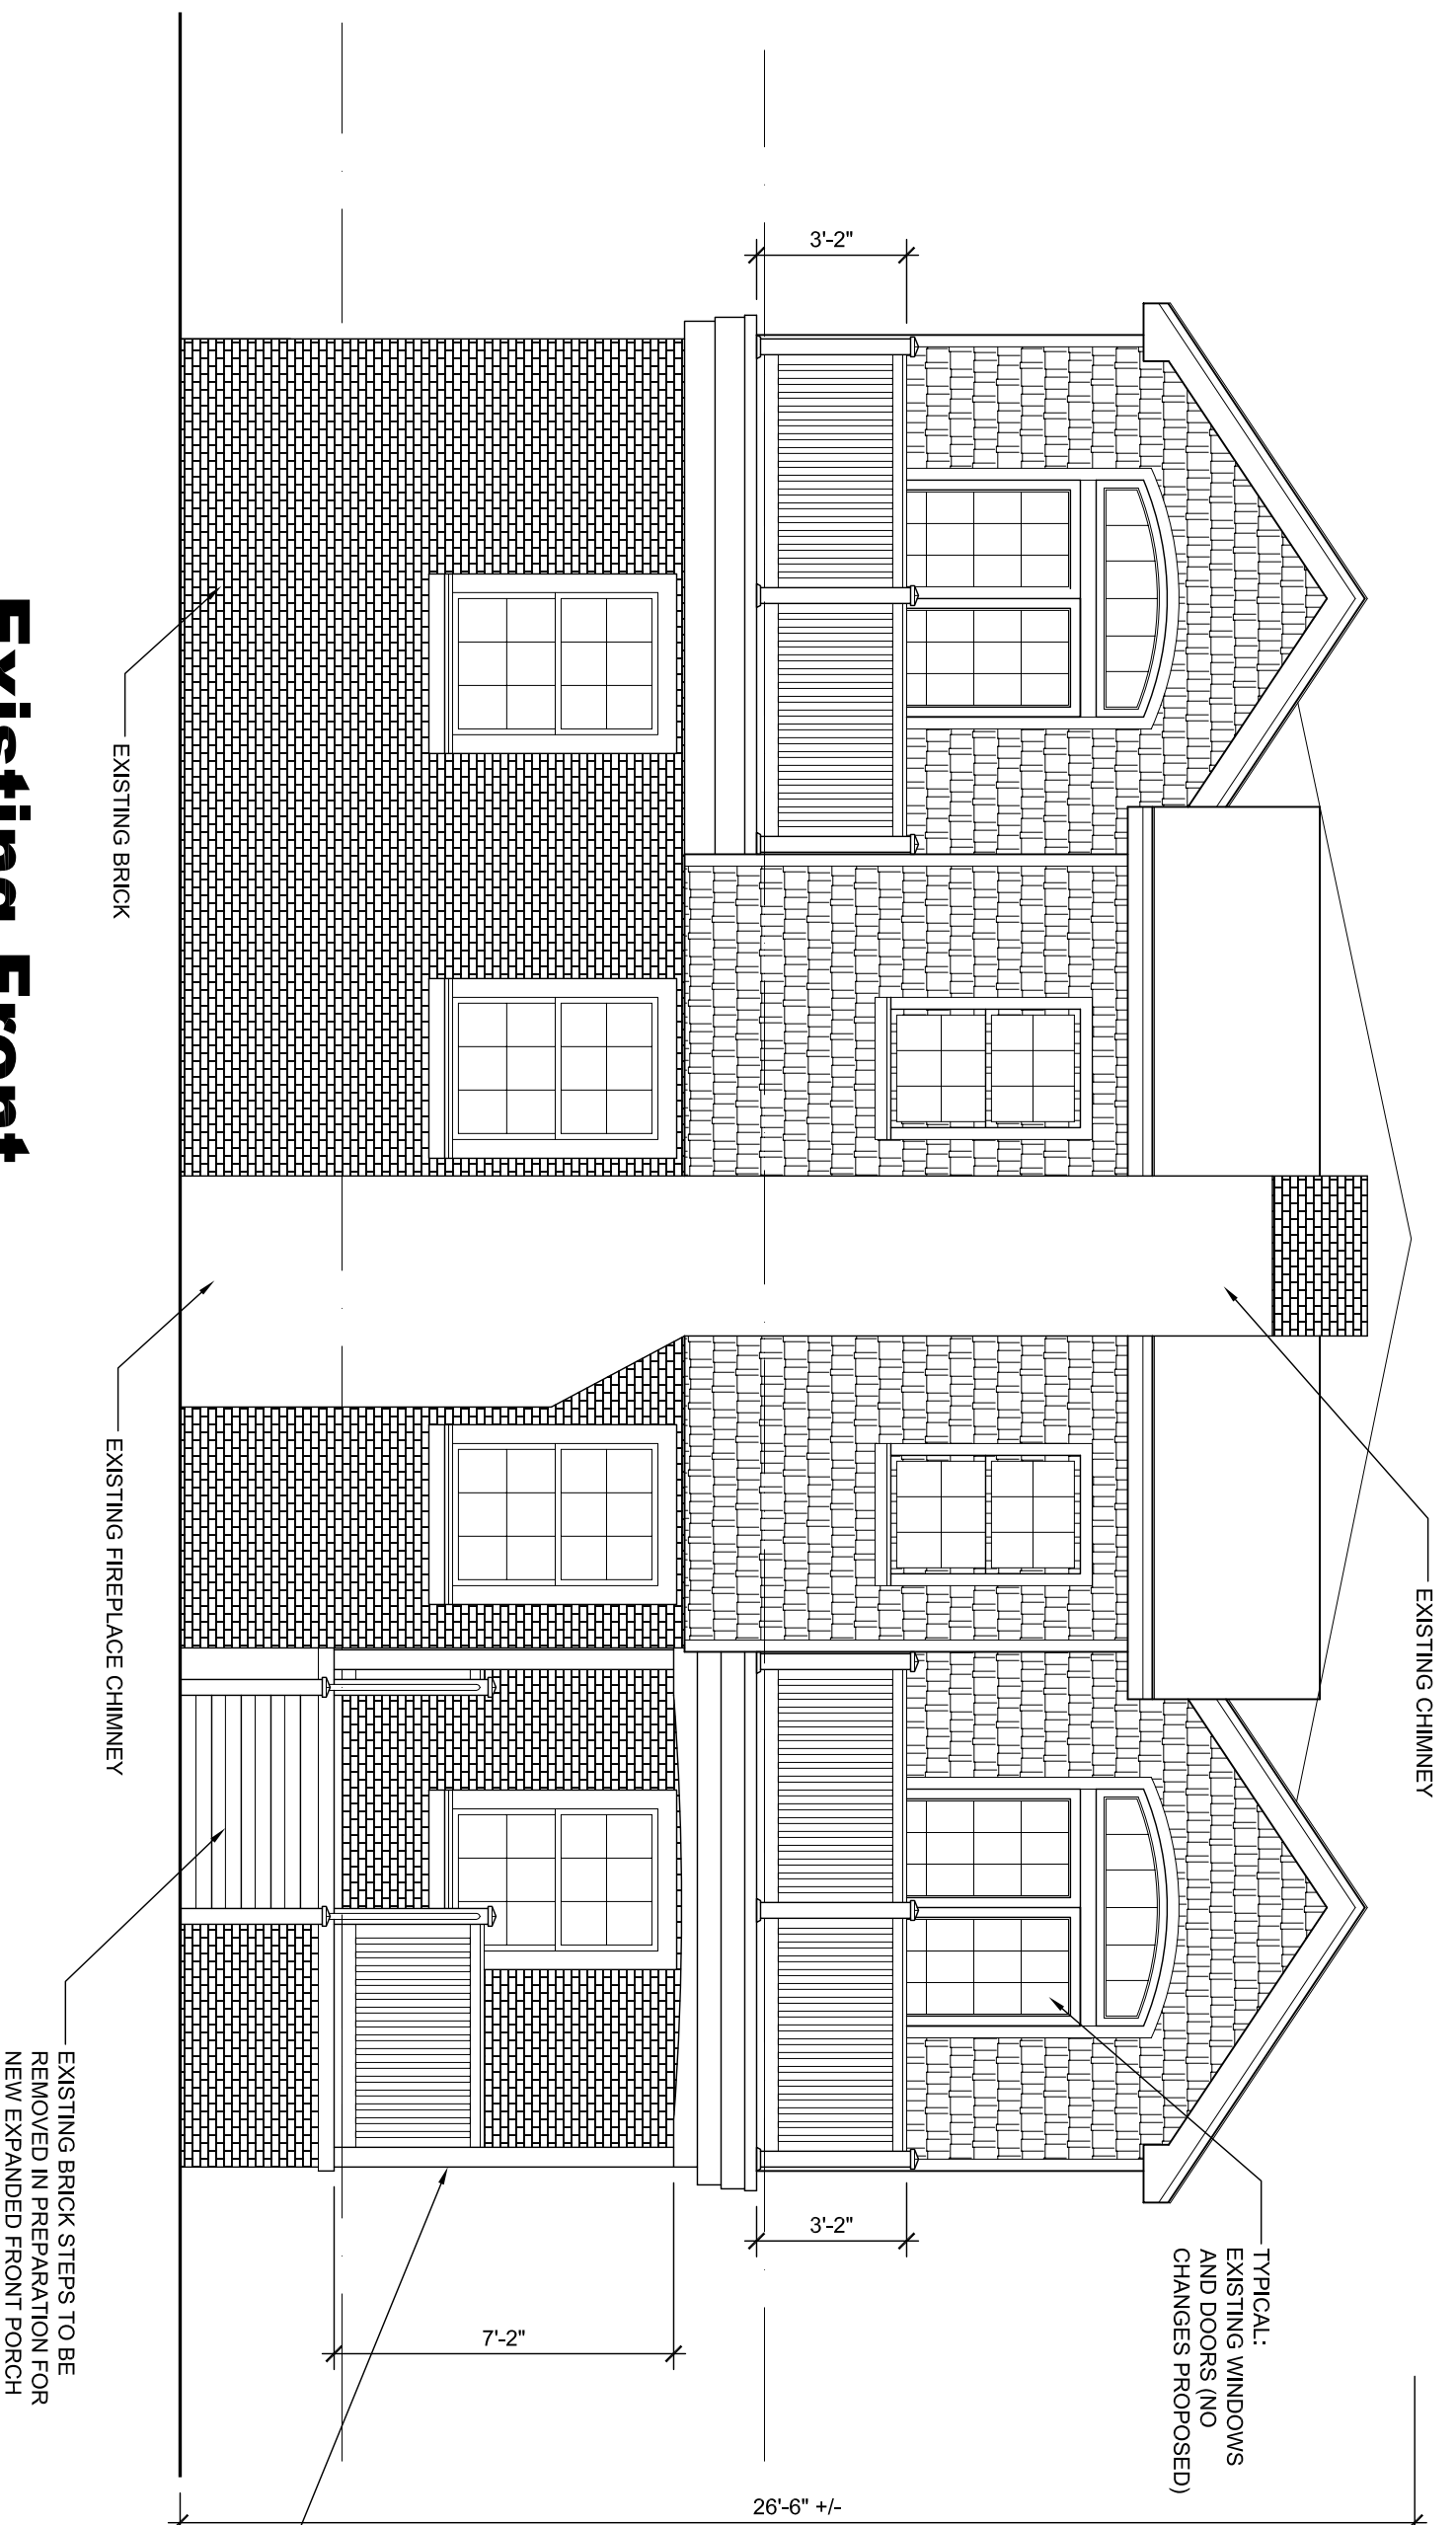 EXISTING CHIMNEY
TYPICAL:
EXISTING WINDOWS
AND DOORS (NO
CHANGES PROPOSED)
3'-2"
3'-2"
7'-2"
26'-6" +/-
EXISTING BRICK
EXISTING FIREPLACE CHIMNEY
EXISTING BRICK STEPS TO BE
REMOVED IN PREPARATION FOR
NEW EXPANDED FRONT PORCH
Existing Front